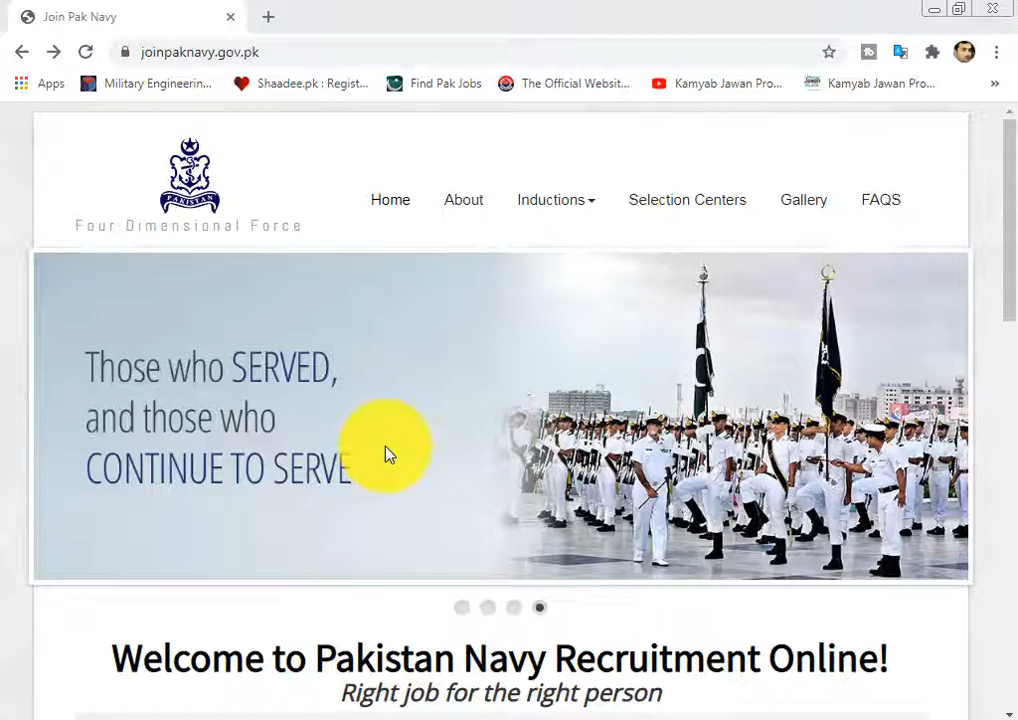 Join Pak Navy
joinpaknavy.gov.pk
Apps
Military Engineerin...
Shaadee.pk : Regist...
Find Pak Jobs
The Official Websit...
Kamyab Jawan Pro...
Kamyab Jawan Pro...
»
PAKISTAN
Four-Dimensional Force
Home
About
Inductions
Selection Centers
Gallery
FAQS
Those who SERVED,
and those who
CONTINUE TO SERVE
Welcome to Pakistan Navy Recruitment Online!
Right job for the right person